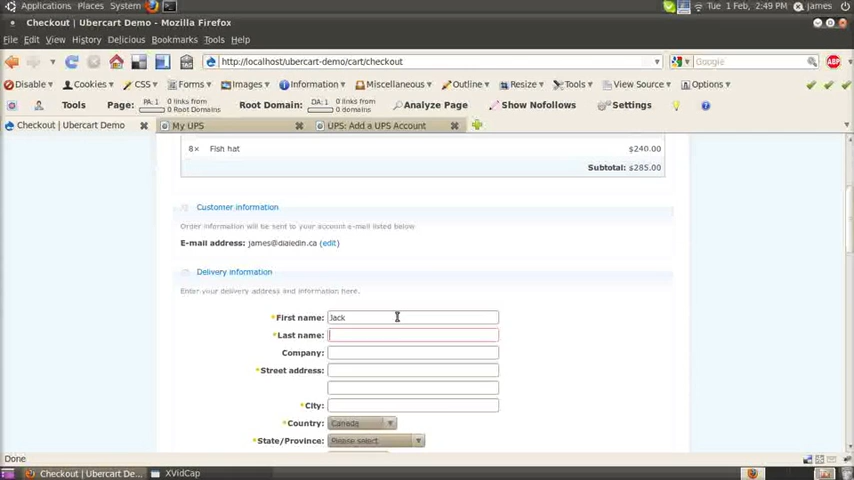 Applications Places System Tue 1 Feb, 2:49 PM james
Checkout | Ubercart Demo - Mozilla Firefox
File Edit View History Delicious Bookmarks Tools Help
http://localhost/ubercart-demo/cart/checkout Google ABP
Disable Cookies CSS Forms Images Information Miscellaneous Outline Resize Tools View Source Options
Tools Page: PA: 1 0 links from 0 Root Domains Root Domain: DA: 1 0 links from 0 domains Analyze Page Show Nofollows Settings
Checkout | Ubercart Demo My UPS UPS: Add a UPS Account
8× Fish hat $240.00
Subtotal: $285.00
Customer information
Order information will be sent to your account e-mail listed below
E-mail address: james@dialedin.ca (edit)
Delivery information
Enter your delivery address and information here.
*First name: Jack
*Last name:
Company:
*Street address:
*City:
*Country: Canada
*State/Province: Please select
Done
Checkout | Ubercart De... XVidCap